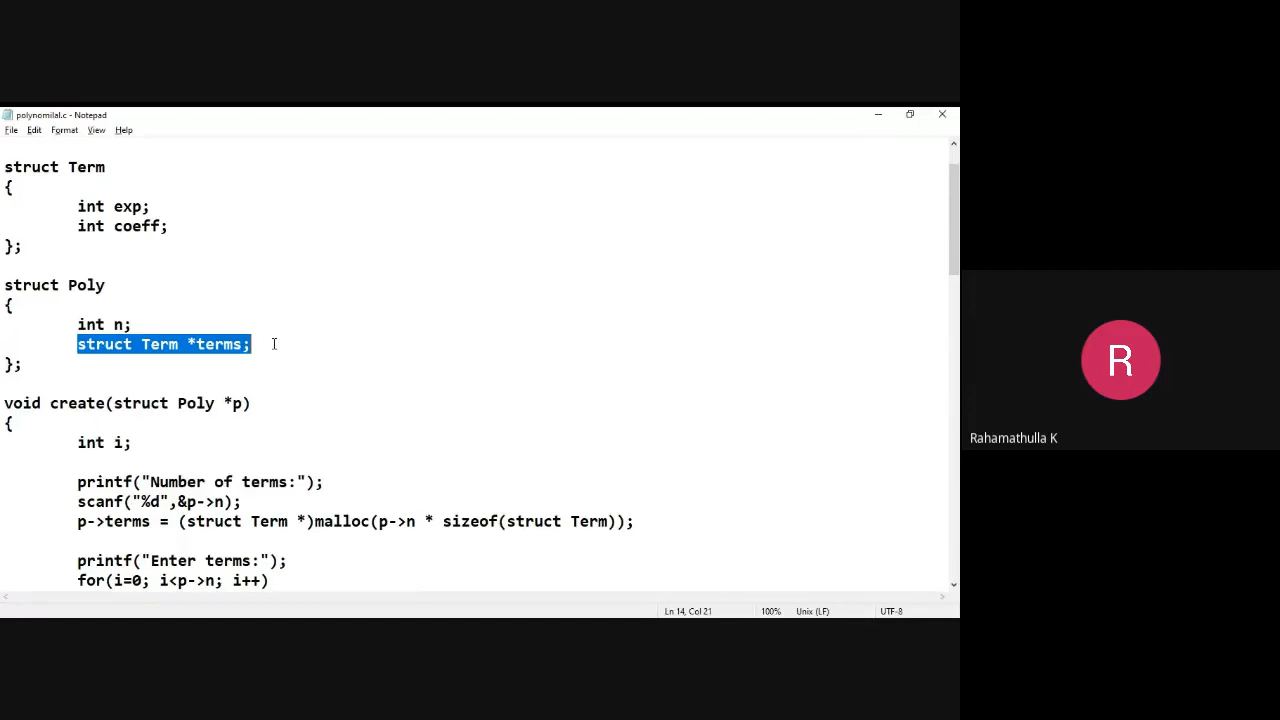 polynomilal.c - Notepad
File Edit Format View Help
struct Term
{
int exp;
int coeff;
};
struct Poly
{
int n;
struct Term *terms;
};
void create(struct Poly *p)
{
int i;
printf("Number of terms:");
scanf("%d",&p->n);
p->terms = (struct Term *)malloc(p->n * sizeof(struct Term));
printf("Enter terms:");
for(i=0; i<p->n; i++)
Ln 14, Col 21 100% Unix (LF) UTF-8
R
Rahamathulla K